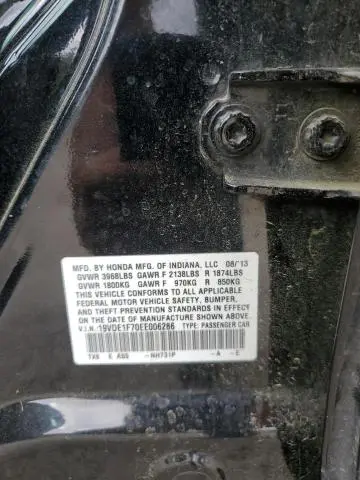 MFD. BY HONDA MFG. OF INDIANA, LLC 08/13
GVWR 3968LBS GAWR F 2138LBS R 1874LBS
GVWR 1800KG GAWR F 970KG R 850KG
THIS VEHICLE CONFORMS TO ALL APPLICABLE
FEDERAL MOTOR VEHICLE SAFETY, BUMPER,
AND THEFT PREVENTION STANDARDS IN EFFECT
ON THE DATE OF MANUFACTURE SHOWN ABOVE.
V.I.N. 19VDE1F70EE006286 TYPE: PASSENGER CAR
TX6 E ABS -NH731P -A -E